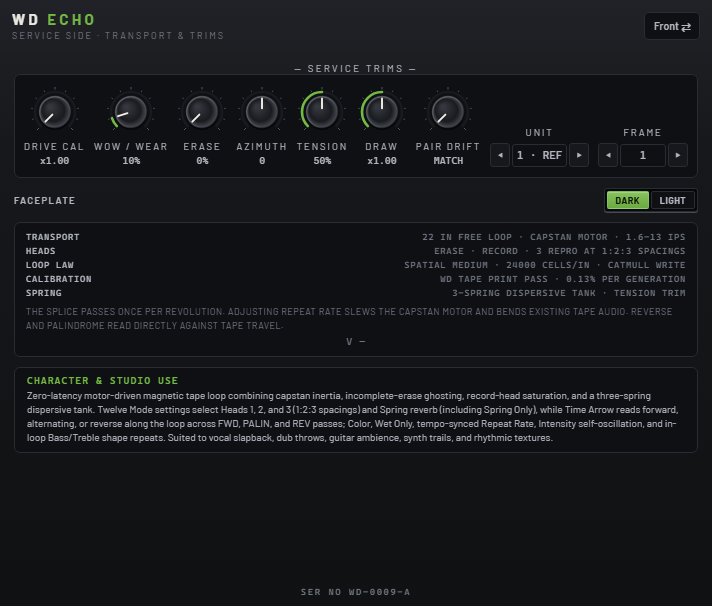 WD ECHO
SERVICE SIDE · TRANSPORT & TRIMS
Front ⇄
— SERVICE TRIMS —
DRIVE CAL WOW / WEAR ERASE AZIMUTH TENSION DRAW PAIR DRIFT UNIT FRAME
x1.00 10% 0% 0 50% x1.00 MATCH ◄ 1 · REF ► ◄ 1 ►
FACEPLATE DARK LIGHT
TRANSPORT 22 IN FREE LOOP · CAPSTAN MOTOR · 1.6–13 IPS
HEADS ERASE · RECORD · 3 REPRO AT 1:2:3 SPACINGS
LOOP LAW SPATIAL MEDIUM · 24000 CELLS/IN · CATMULL WRITE
CALIBRATION WD TAPE PRINT PASS · 0.13% PER GENERATION
SPRING 3-SPRING DISPERSIVE TANK · TENSION TRIM
THE SPLICE PASSES ONCE PER REVOLUTION. ADJUSTING REPEAT RATE SLEWS THE CAPSTAN MOTOR AND BENDS EXISTING TAPE AUDIO. REVERSE
AND PALINDROME READ DIRECTLY AGAINST TAPE TRAVEL.
V —
CHARACTER & STUDIO USE
Zero-latency motor-driven magnetic tape loop combining capstan inertia, incomplete-erase ghosting, record-head saturation, and a three-spring
dispersive tank. Twelve Mode settings select Heads 1, 2, and 3 (1:2:3 spacings) and Spring reverb (including Spring Only), while Time Arrow reads forward,
alternating, or reverse along the loop across FWD, PALIN, and REV passes; Color, Wet Only, tempo-synced Repeat Rate, Intensity self-oscillation, and in-
loop Bass/Treble shape repeats. Suited to vocal slapback, dub throws, guitar ambience, synth trails, and rhythmic textures.
SER NO WD-0009-A